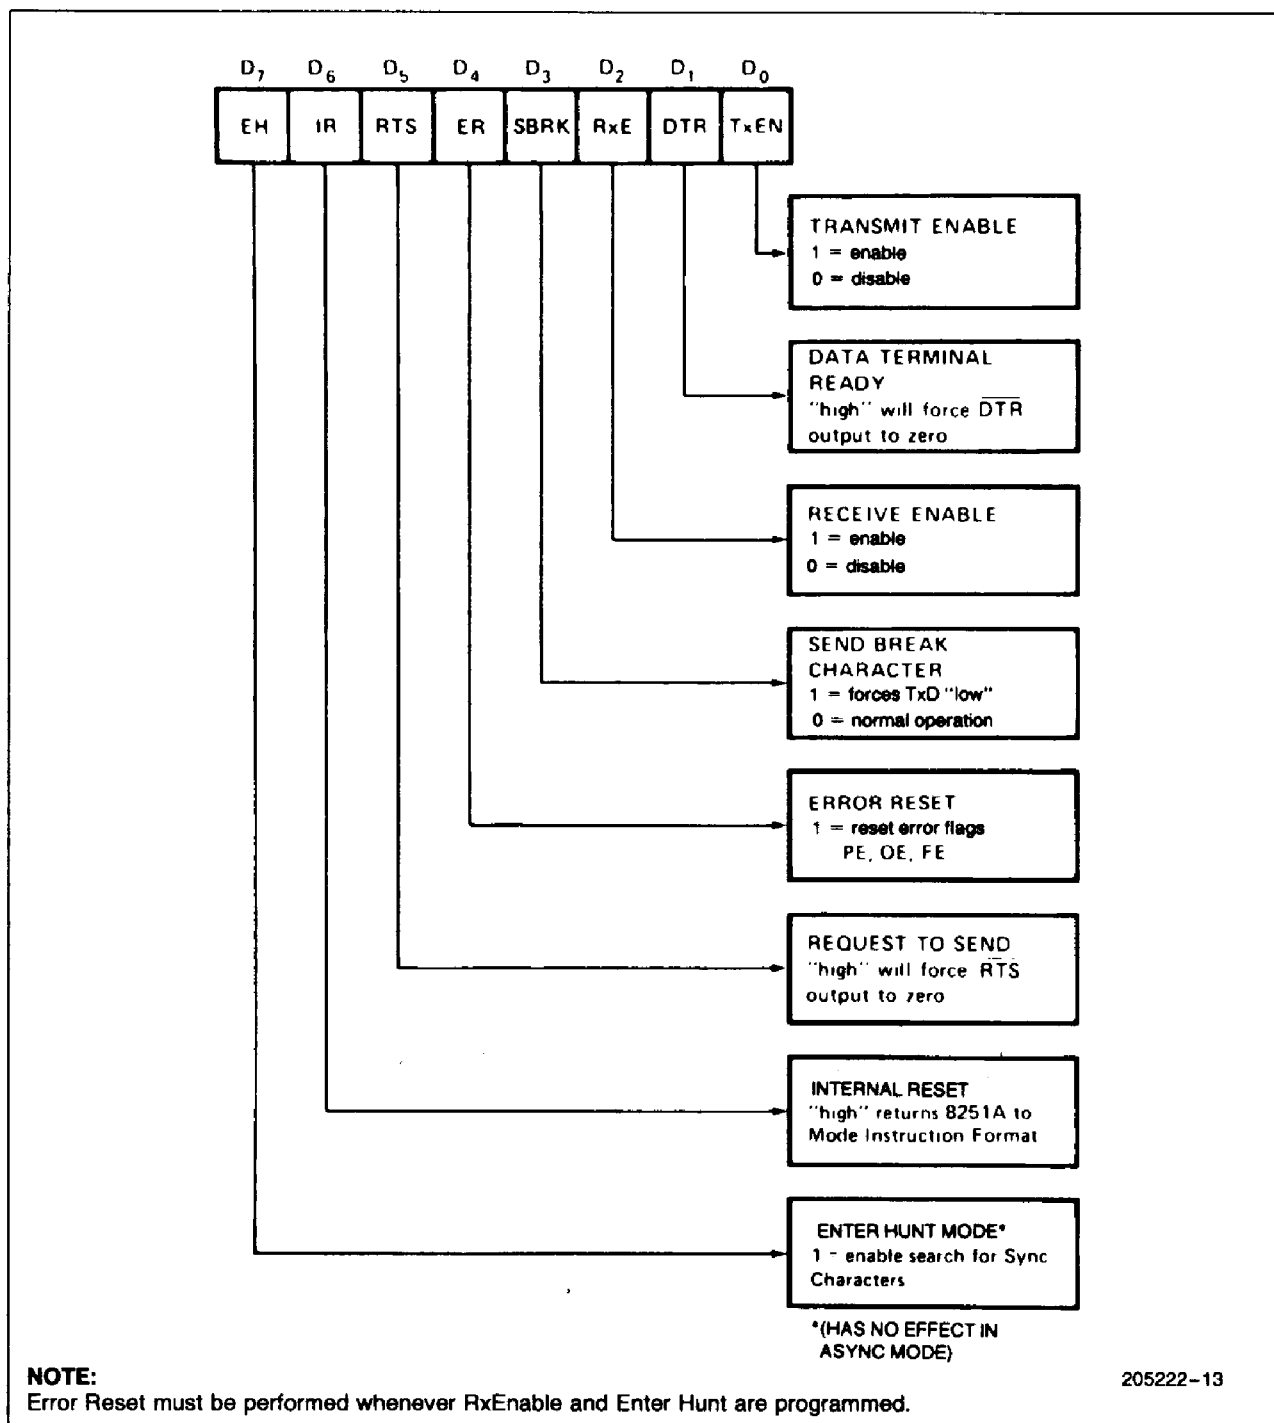 D7 D6 D5 D4 D3 D2 D1 D0
EH IR RTS ER SBRK RxE DTR TxEN
TRANSMIT ENABLE
1 = enable
0 = disable
DATA TERMINAL
READY
"high" will force D̅T̅R̅
output to zero
RECEIVE ENABLE
1 = enable
0 = disable
SEND BREAK
CHARACTER
1 = forces TxD "low"
0 = normal operation
ERROR RESET
1 = reset error flags
PE, OE, FE
REQUEST TO SEND
"high" will force R̅T̅S̅
output to zero
INTERNAL RESET
"high" returns 8251A to
Mode Instruction Format
ENTER HUNT MODE*
1 = enable search for Sync
Characters
*(HAS NO EFFECT IN
ASYNC MODE)
NOTE:
205222-13
Error Reset must be performed whenever RxEnable and Enter Hunt are programmed.